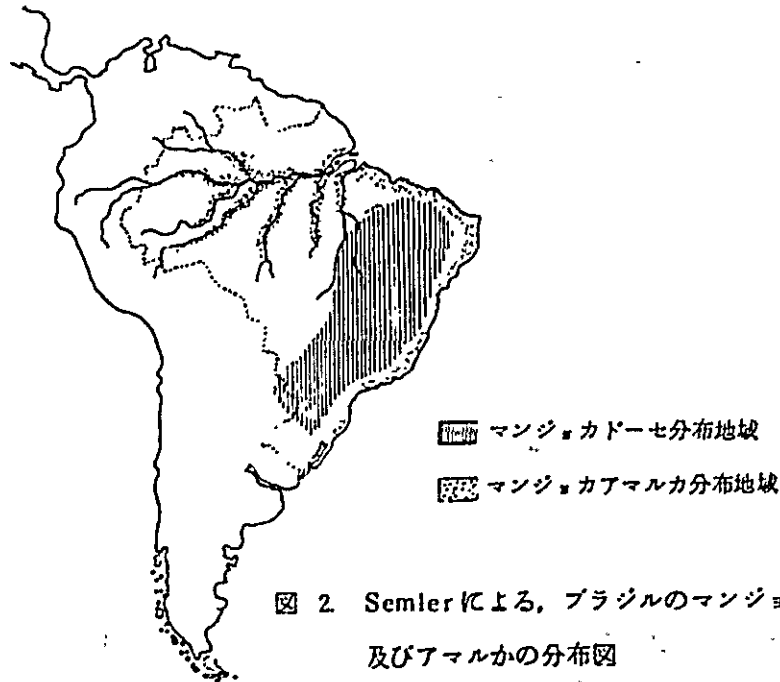 マンジョカドーセ分布地域
マンジョカアマルカ分布地域
図 2. Semlerによる，ブラジルのマンジョ
及びアマルかの分布図